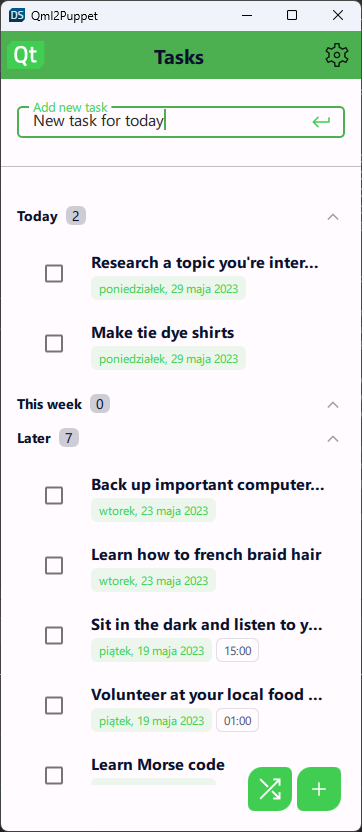 DS Qml2Puppet
Qt Tasks
Add new task
New task for today
Today 2
Research a topic you're inter...
poniedziałek, 29 maja 2023
Make tie dye shirts
poniedziałek, 29 maja 2023
This week 0
Later 7
Back up important computer...
wtorek, 23 maja 2023
Learn how to french braid hair
wtorek, 23 maja 2023
Sit in the dark and listen to y...
piątek, 19 maja 2023 15:00
Volunteer at your local food ...
piątek, 19 maja 2023 01:00
Learn Morse code